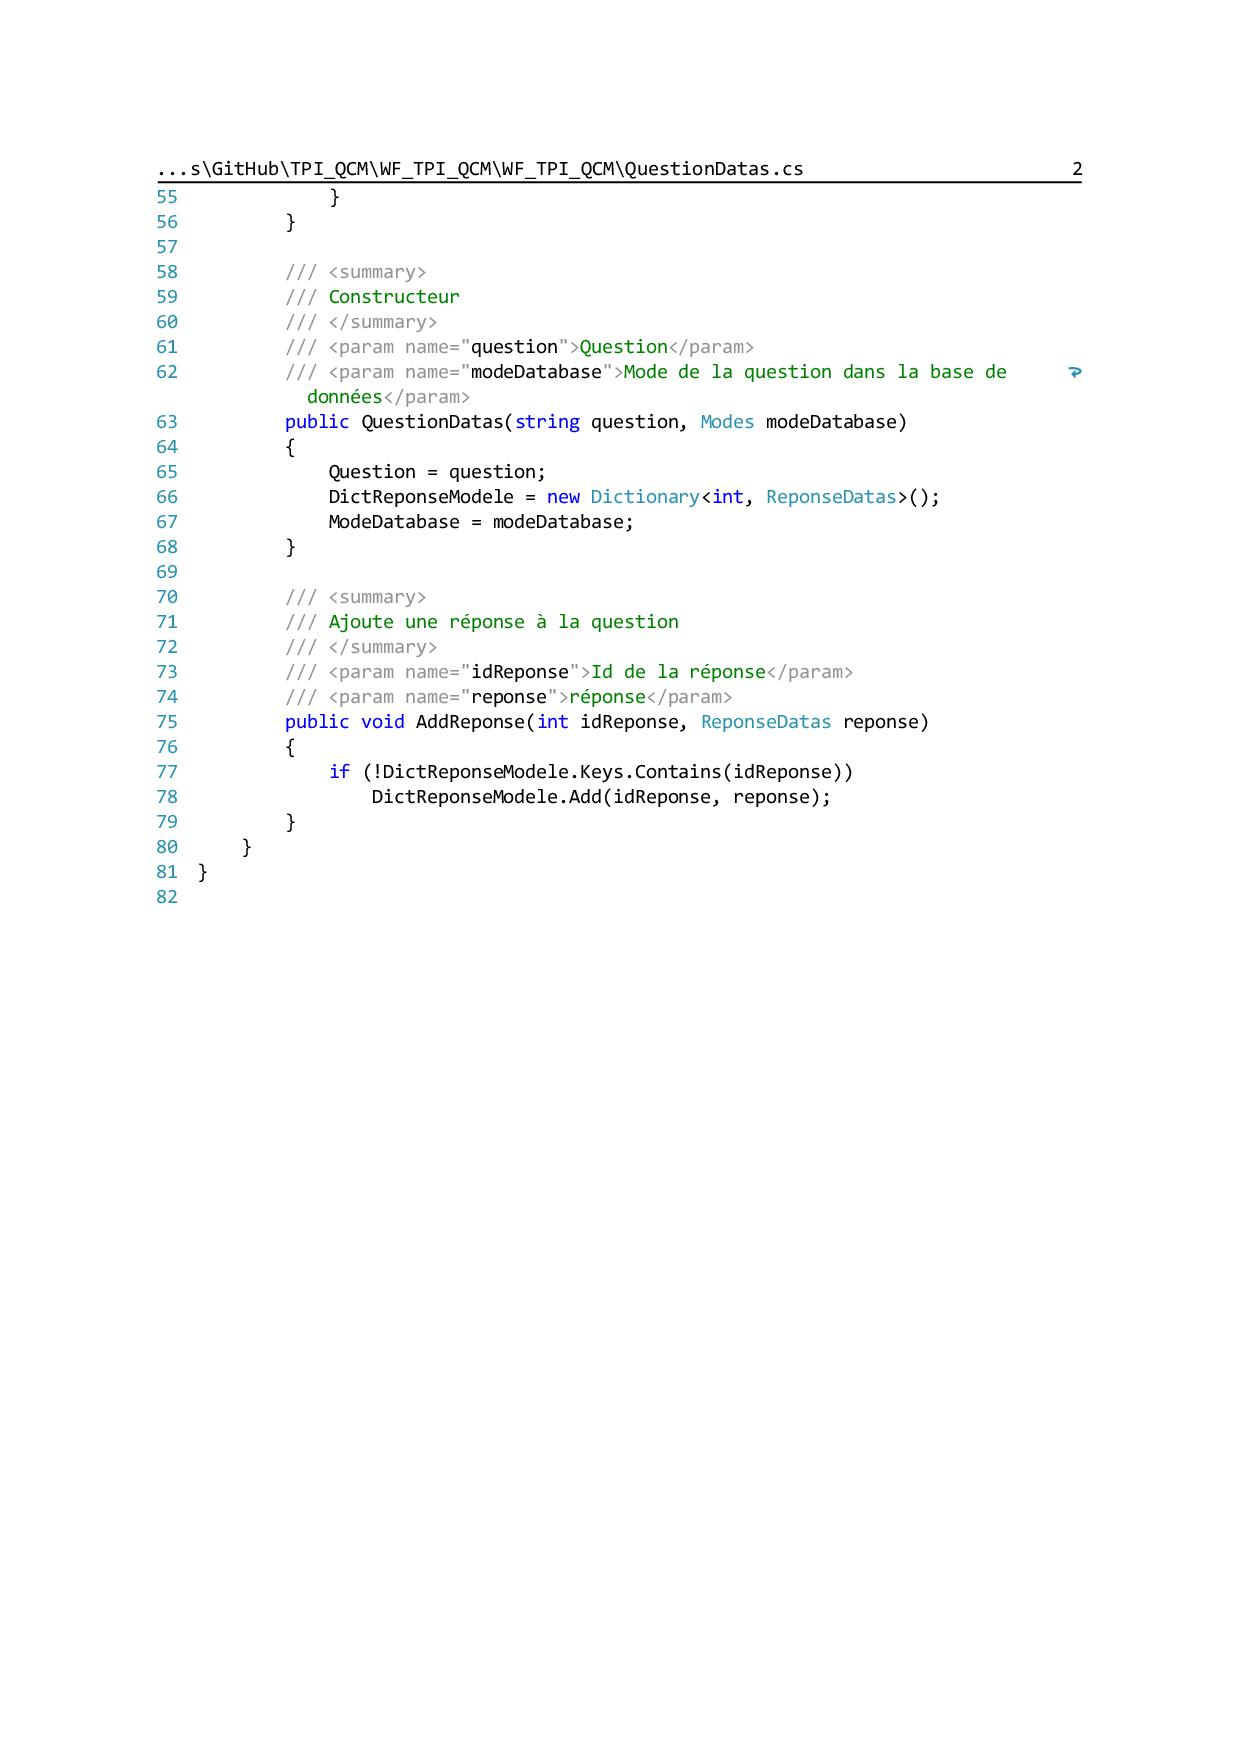 ...s\GitHub\TPI_QCM\WF_TPI_QCM\WF_TPI_QCM\QuestionDatas.cs 2
55             }
56         }
57
58         /// <summary>
59         /// Constructeur
60         /// </summary>
61         /// <param name="question">Question</param>
62         /// <param name="modeDatabase">Mode de la question dans la base de
données</param>
63         public QuestionDatas(string question, Modes modeDatabase)
64         {
65             Question = question;
66             DictReponseModele = new Dictionary<int, ReponseDatas>();
67             ModeDatabase = modeDatabase;
68         }
69
70         /// <summary>
71         /// Ajoute une réponse à la question
72         /// </summary>
73         /// <param name="idReponse">Id de la réponse</param>
74         /// <param name="reponse">réponse</param>
75         public void AddReponse(int idReponse, ReponseDatas reponse)
76         {
77             if (!DictReponseModele.Keys.Contains(idReponse))
78                 DictReponseModele.Add(idReponse, reponse);
79         }
80     }
81 }
82